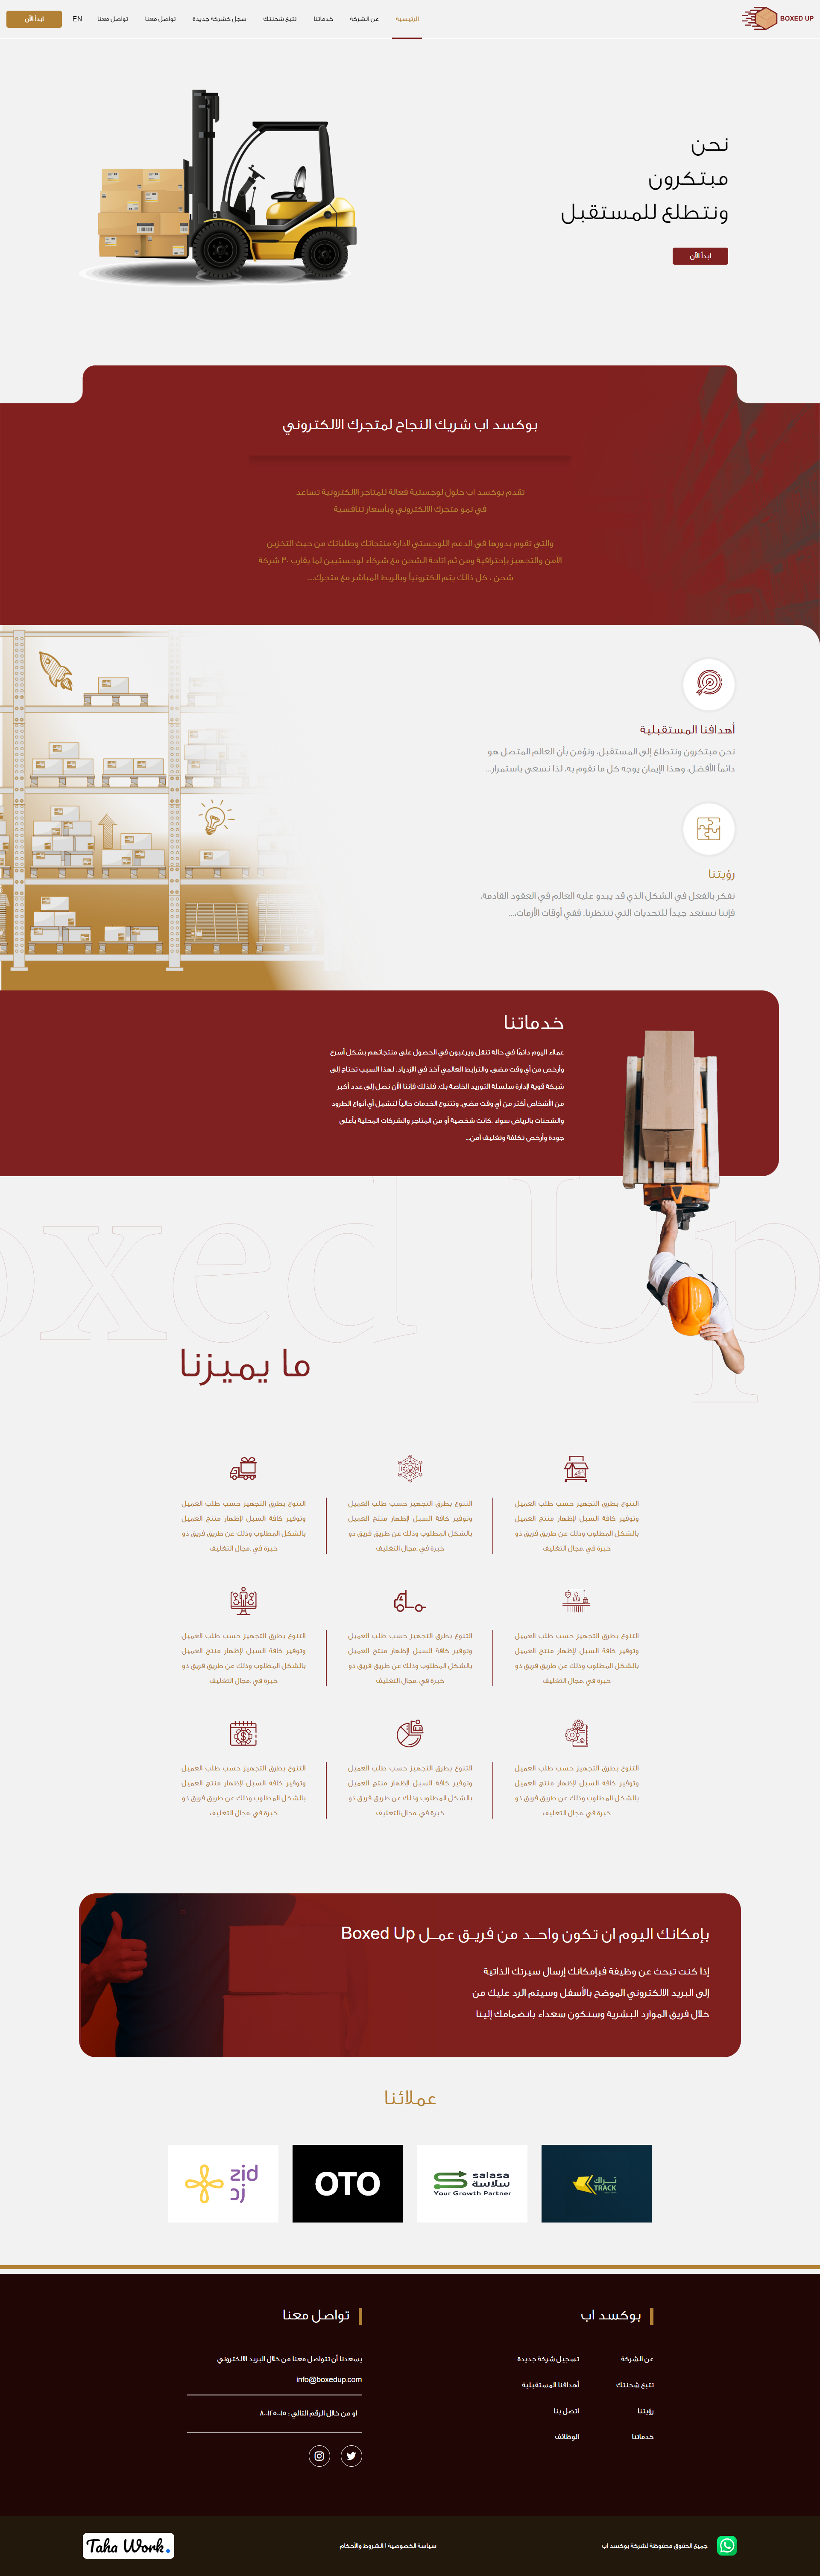 BOXED UP
الرئيسية
عن الشركة
خدماتنا
تتبع شحنتك
سجل كشركة جديدة
تواصل معنا
تواصل معنا
EN
ابدأ الآن
نحن
مبتكرون
ونتطلع للمستقبل
ابدأ الآن
بوكسد اب شريك النجاح لمتجرك الالكتروني
تقدم بوكسد اب حلول لوجستية فعالة للمتاجر الالكترونية تساعد
في نمو متجرك الالكتروني وبأسعار تنافسية
والتي تقوم بدورها في الدعم اللوجستي لادارة منتجاتك وطلباتك من حيث التخزين
الآمن والتجهيز بإحترافية ومن ثم اتاحة الشحن مع شركاء لوجستيين لما يقارب ٣٠ شركة
شحن ، كل ذالك يتم الكترونياً وبالربط المباشر مع متجرك....
أهدافنا المستقبلية
نحن مبتكرون ونتطلع إلى المستقبل، ونؤمن بأن العالم المتصل هو
دائماً الأفضل، وهذا الإيمان يوجه كل ما نقوم به، لذا نسعى باستمرار...
رؤيتنا
نفكر بالفعل في الشكل الذي قد يبدو عليه العالم في العقود القادمة،
فإننا نستعد جيداً للتحديات التي تنتظرنا. ففي أوقات الأزمات....
خدماتنا
عملاء اليوم دائمًا في حالة تنقل ويرغبون في الحصول على منتجاتهم بشكل أسرع
وأرخص من أي وقت مضى، والترابط العالمي أخذ في الازدياد. لهذا السبب تحتاج إلى
شبكة قوية لإدارة سلسلة التوريد الخاصة بك، فلذلك فإننا الآن نصل إلى عدد أكبر
من الأشخاص أكثر من أي وقت مضى، وتتنوع الخدمات حالياً لتشمل أي أنواع الطرود
والشحنات بالرياض سواء .كانت شخصية أو من المتاجر والشركات المحلية بأعلى
جودة وأرخص تكلفة وتغليف آمن...
oxed Up
ما يميزنا
التنوع بطرق التجهيز حسب طلب العميل
وتوفير كافة السبل لإظهار منتج العميل
بالشكل المطلوب وذلك عن طريق فريق ذو
خبرة في .مجال التغليف
التنوع بطرق التجهيز حسب طلب العميل
وتوفير كافة السبل لإظهار منتج العميل
بالشكل المطلوب وذلك عن طريق فريق ذو
خبرة في .مجال التغليف
التنوع بطرق التجهيز حسب طلب العميل
وتوفير كافة السبل لإظهار منتج العميل
بالشكل المطلوب وذلك عن طريق فريق ذو
خبرة في .مجال التغليف
التنوع بطرق التجهيز حسب طلب العميل
وتوفير كافة السبل لإظهار منتج العميل
بالشكل المطلوب وذلك عن طريق فريق ذو
خبرة في .مجال التغليف
التنوع بطرق التجهيز حسب طلب العميل
وتوفير كافة السبل لإظهار منتج العميل
بالشكل المطلوب وذلك عن طريق فريق ذو
خبرة في .مجال التغليف
التنوع بطرق التجهيز حسب طلب العميل
وتوفير كافة السبل لإظهار منتج العميل
بالشكل المطلوب وذلك عن طريق فريق ذو
خبرة في .مجال التغليف
التنوع بطرق التجهيز حسب طلب العميل
وتوفير كافة السبل لإظهار منتج العميل
بالشكل المطلوب وذلك عن طريق فريق ذو
خبرة في .مجال التغليف
التنوع بطرق التجهيز حسب طلب العميل
وتوفير كافة السبل لإظهار منتج العميل
بالشكل المطلوب وذلك عن طريق فريق ذو
خبرة في .مجال التغليف
التنوع بطرق التجهيز حسب طلب العميل
وتوفير كافة السبل لإظهار منتج العميل
بالشكل المطلوب وذلك عن طريق فريق ذو
خبرة في .مجال التغليف
بإمكانك اليوم ان تكون واحــد من فريــق عمــل Boxed Up
إذا كنت تبحث عن وظيفة فبإمكانك إرسال سيرتك الذاتية
إلى البريد الالكتروني الموضح بالأسفل وسيتم الرد عليك من
خلال فريق الموارد البشرية وسنكون سعداء بانضمامك إلينا
عملائنا
تــراك
TRACK
salasa
سلاسة
Your Growth Partner
OTO
zid
زد
بوكسد اب
عن الشركة
تسجيل شركة جديدة
تتبع شحنتك
أهدافنا المستقبلية
رؤيتنا
اتصل بنا
خدماتنا
الوظائف
تواصل معنا
يسعدنا أن تتواصل معنا من خلال البريد الالكتروني
info@boxedup.com
او من خلال الرقم التالي : ٨٠٠١٢٥٠٠١٥
جميع الحقوق محفوظة لشركة بوكسد اب
سياسة الخصوصية | الشروط والأحكام
Taha Work.